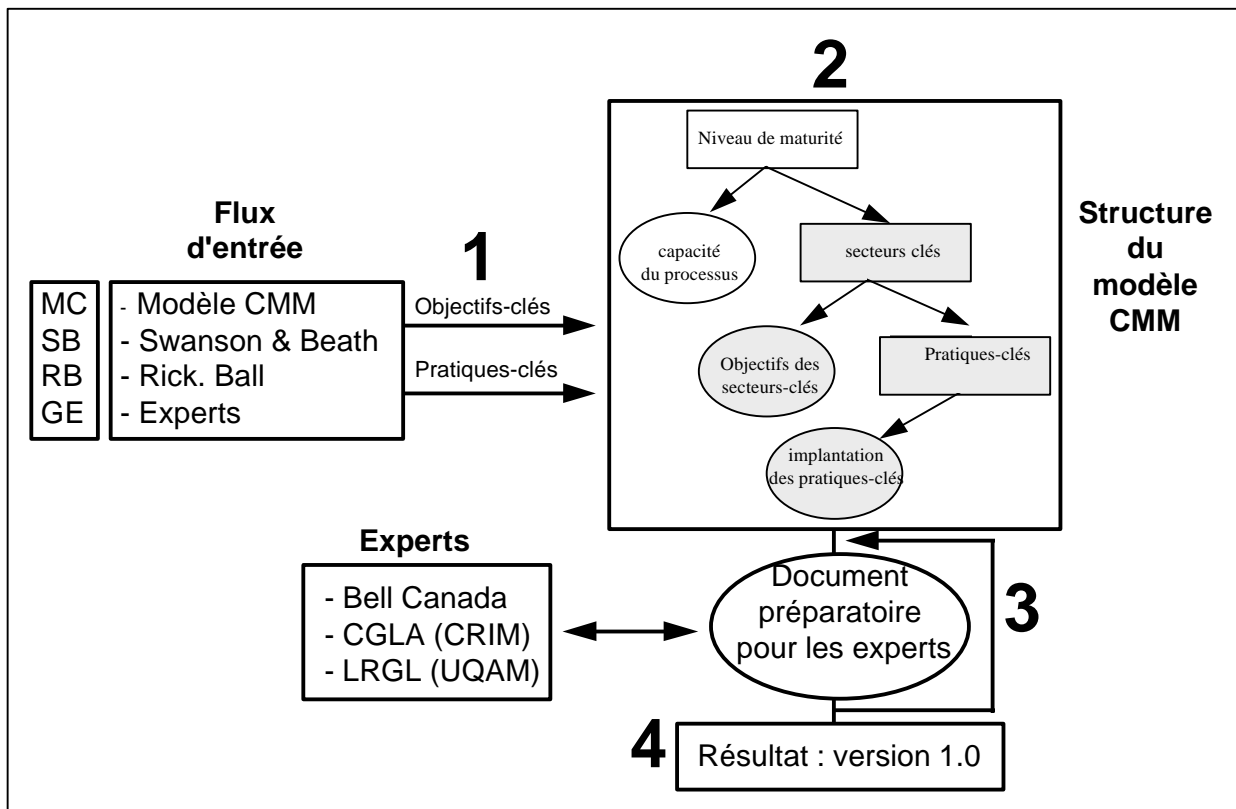 2
Niveau de maturité
capacité
du processus
secteurs clés
Objectifs des
secteurs-clés
Pratiques-clés
implantation
des pratiques-clés
Structure
du
modèle
CMM
Flux
d'entrée
1
Objectifs-clés
Pratiques-clés
MC - Modèle CMM
SB - Swanson & Beath
RB - Rick. Ball
GE - Experts
Experts
- Bell Canada
- CGLA (CRIM)
- LRGL (UQAM)
Document
préparatoire
pour les experts
3
4
Résultat : version 1.0